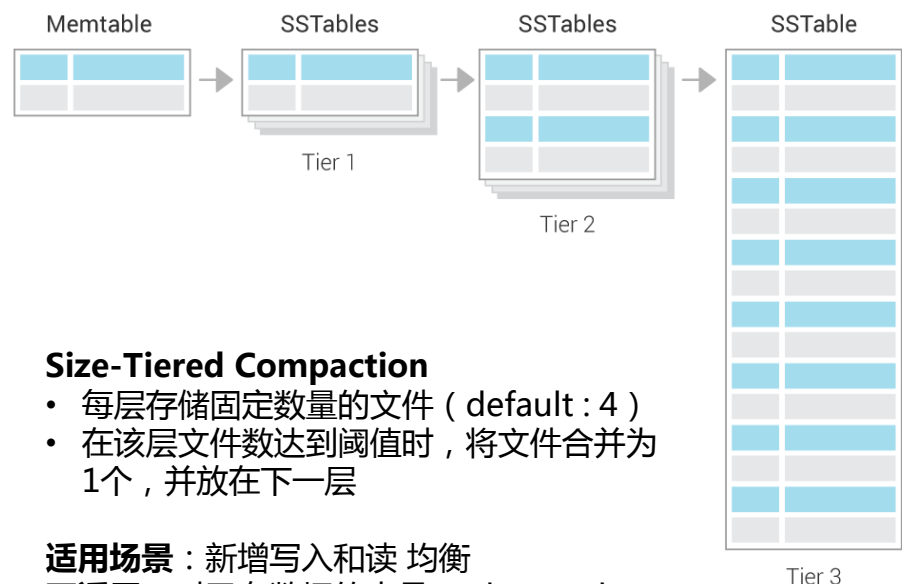 Memtable
SSTables
SSTables
SSTable
Tier 1
Tier 2
Size-Tiered Compaction
• 每层存储固定数量的文件（default : 4）
• 在该层文件数达到阈值时，将文件合并为
1个，并放在下一层
适用场景：新增写入和读 均衡
Tier 3